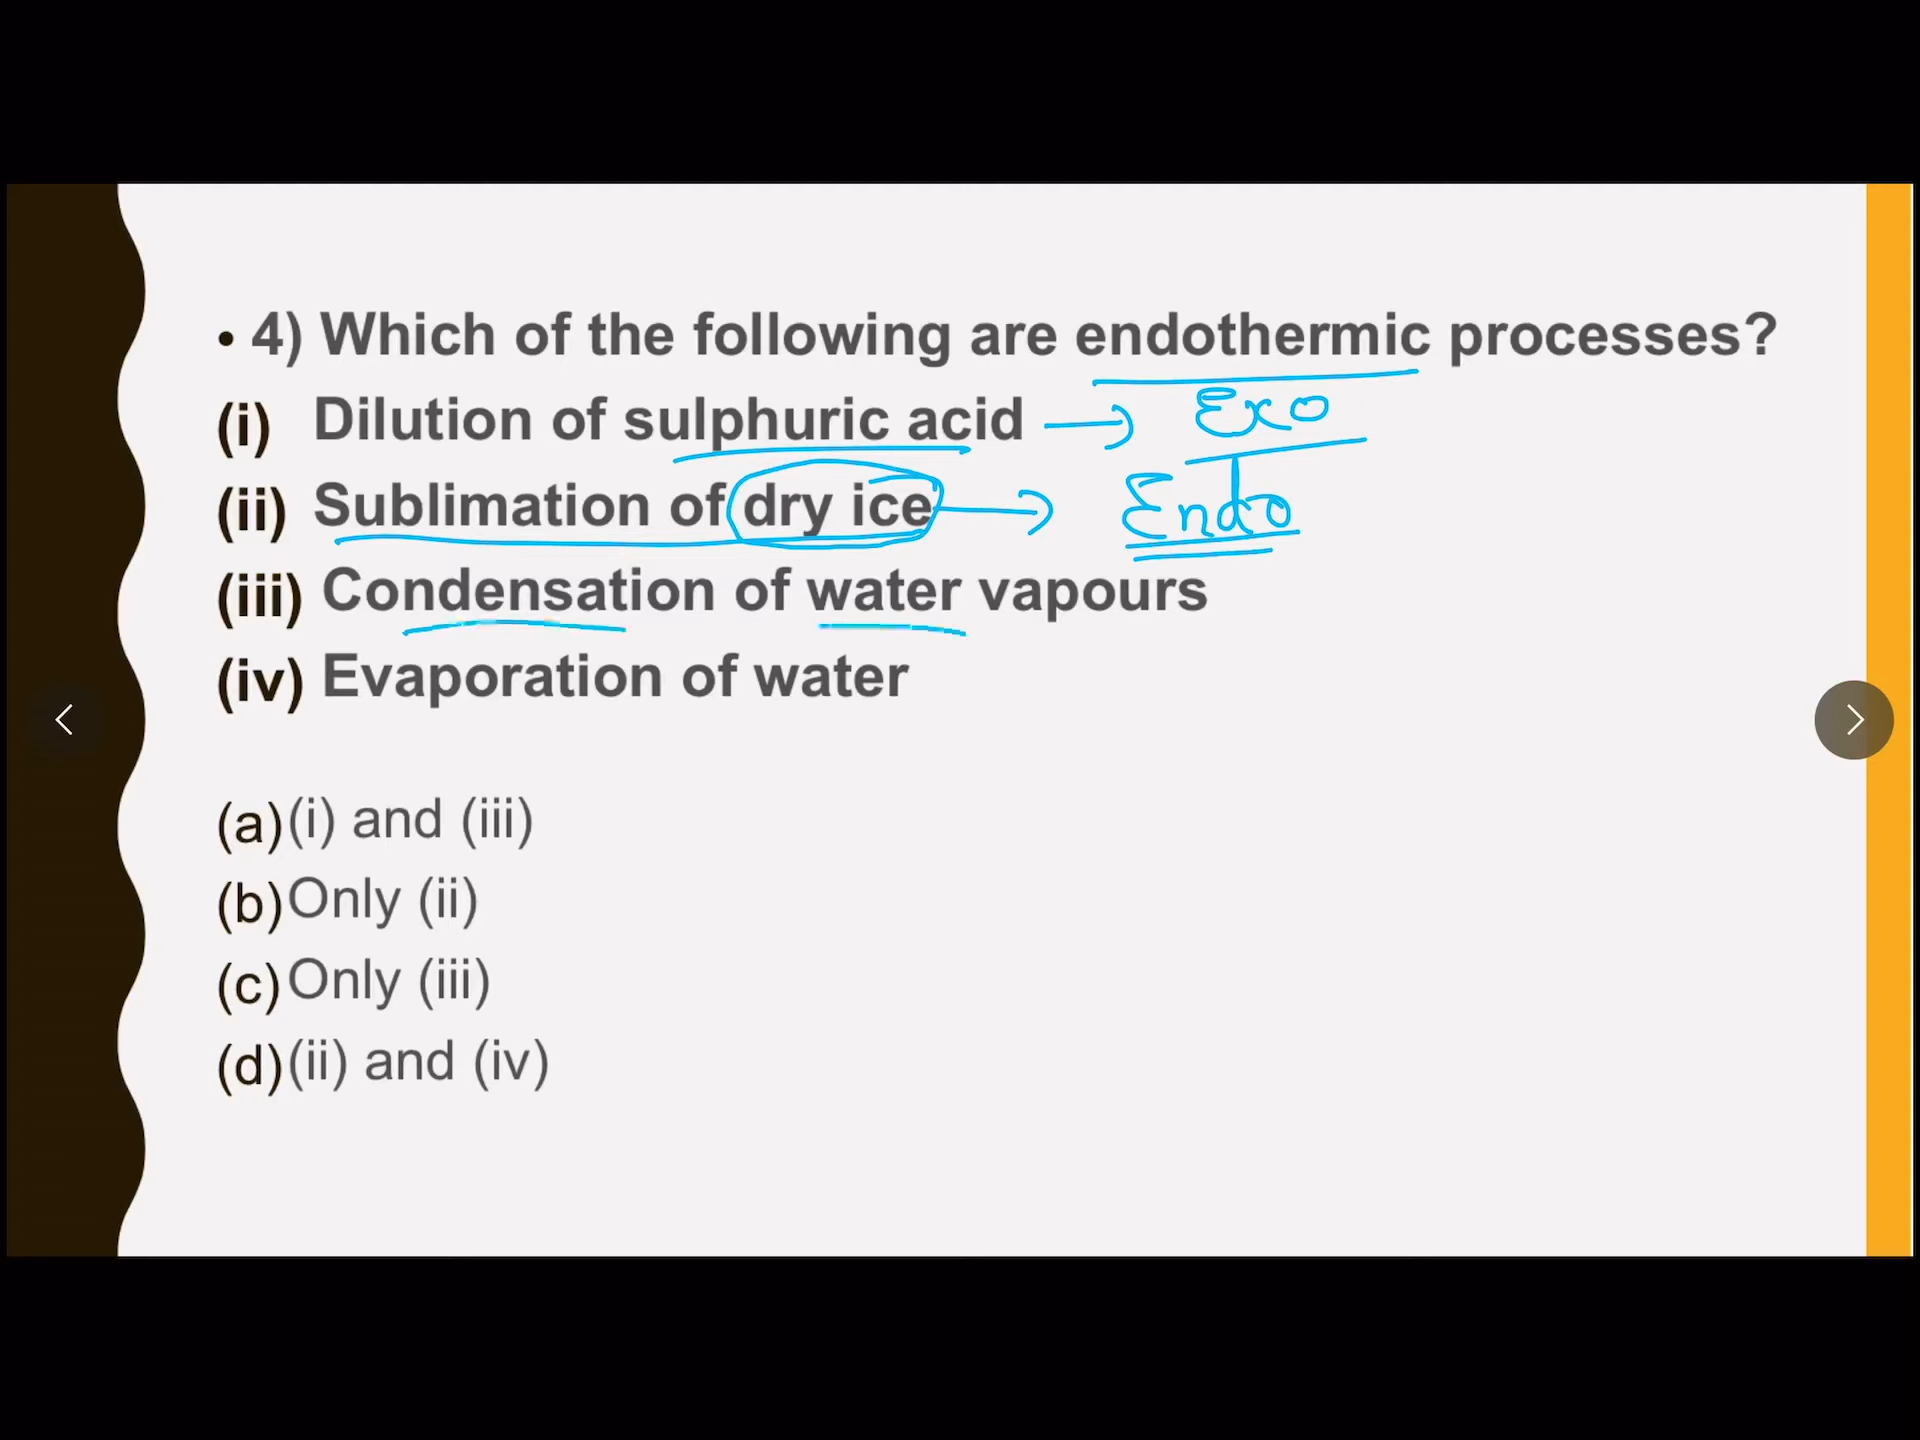 • 4) Which of the following are endothermic processes?
(i) Dilution of sulphuric acid → Exo
(ii) Sublimation of dry ice → Endo
(iii) Condensation of water vapours
(iv) Evaporation of water
(a) (i) and (iii)
(b) Only (ii)
(c) Only (iii)
(d) (ii) and (iv)